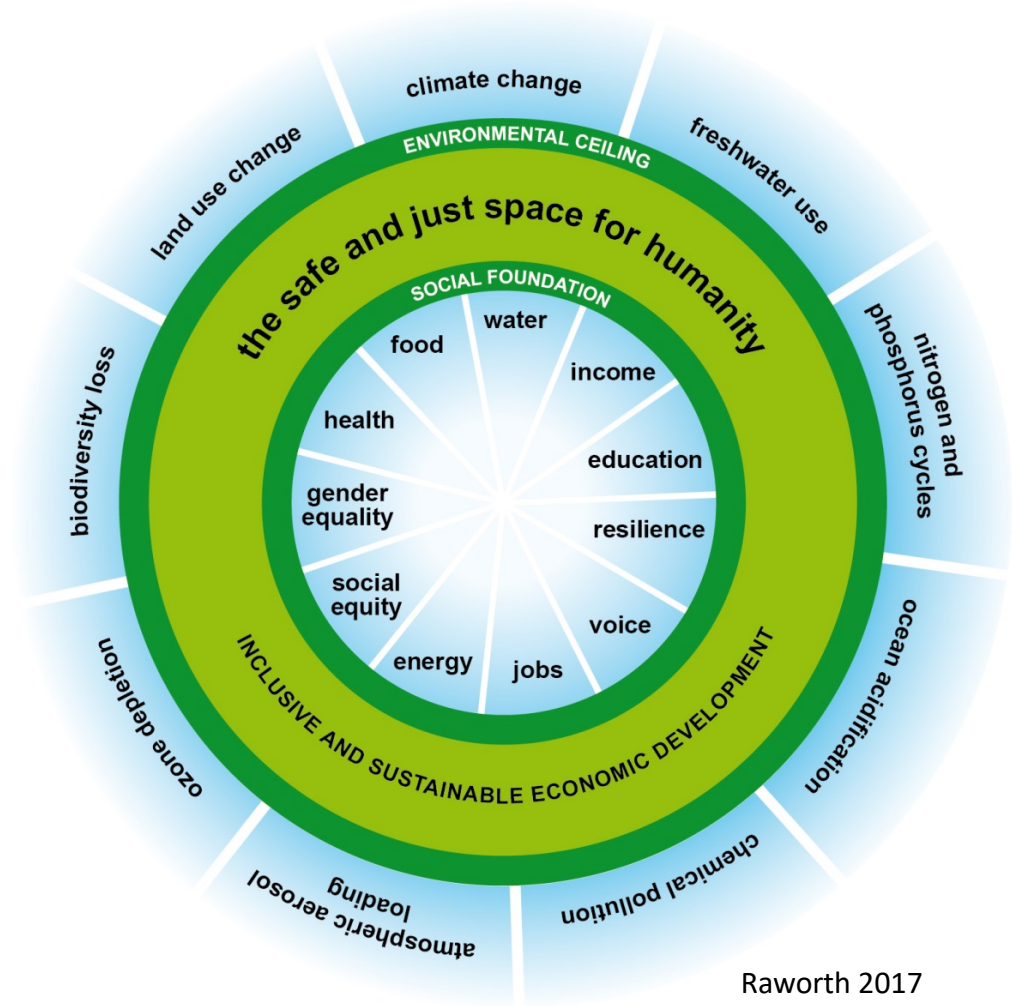 climate change
freshwater use
nitrogen and
phosphorus cycles
ocean acidification
chemical pollution
atmospheric aerosol
loading
ozone depletion
biodiversity loss
land use change
ENVIRONMENTAL CEILING
the safe and just space for humanity
SOCIAL FOUNDATION
water
income
education
resilience
voice
jobs
energy
social
equity
gender
equality
health
food
INCLUSIVE AND SUSTAINABLE ECONOMIC DEVELOPMENT
Raworth 2017